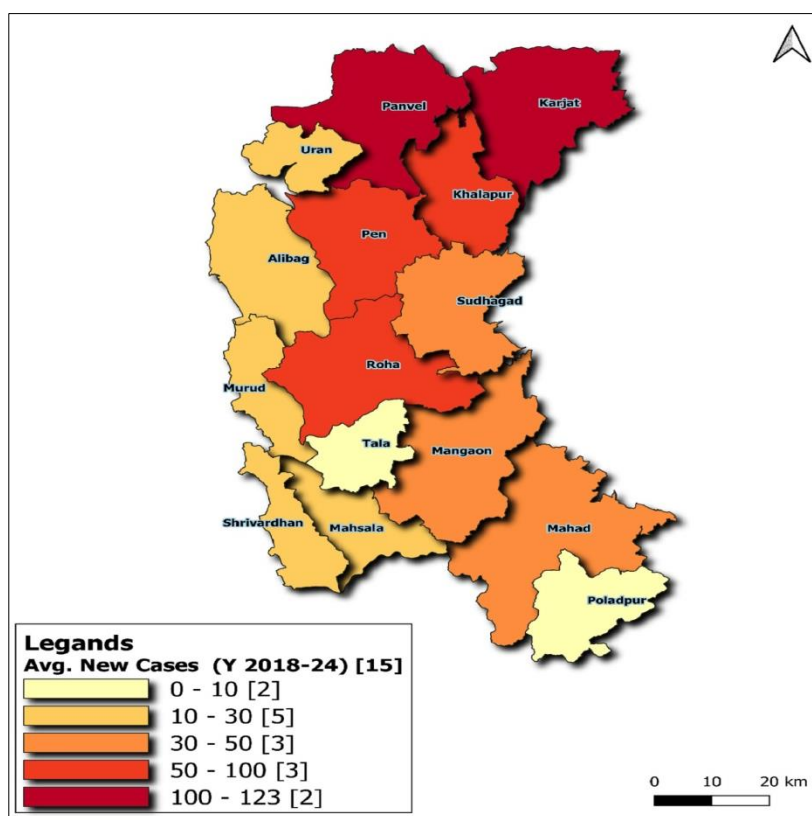 Panvel
Karjat
Uran
Khalapur
Pen
Alibag
Sudhagad
Roha
Murud
Tala
Mangaon
Shrivardhan
Mahsala
Mahad
Poladpur
Legands
Avg. New Cases (Y 2018-24) [15]
0 - 10 [2]
10 - 30 [5]
30 - 50 [3]
50 - 100 [3]
100 - 123 [2]
0 10 20 km